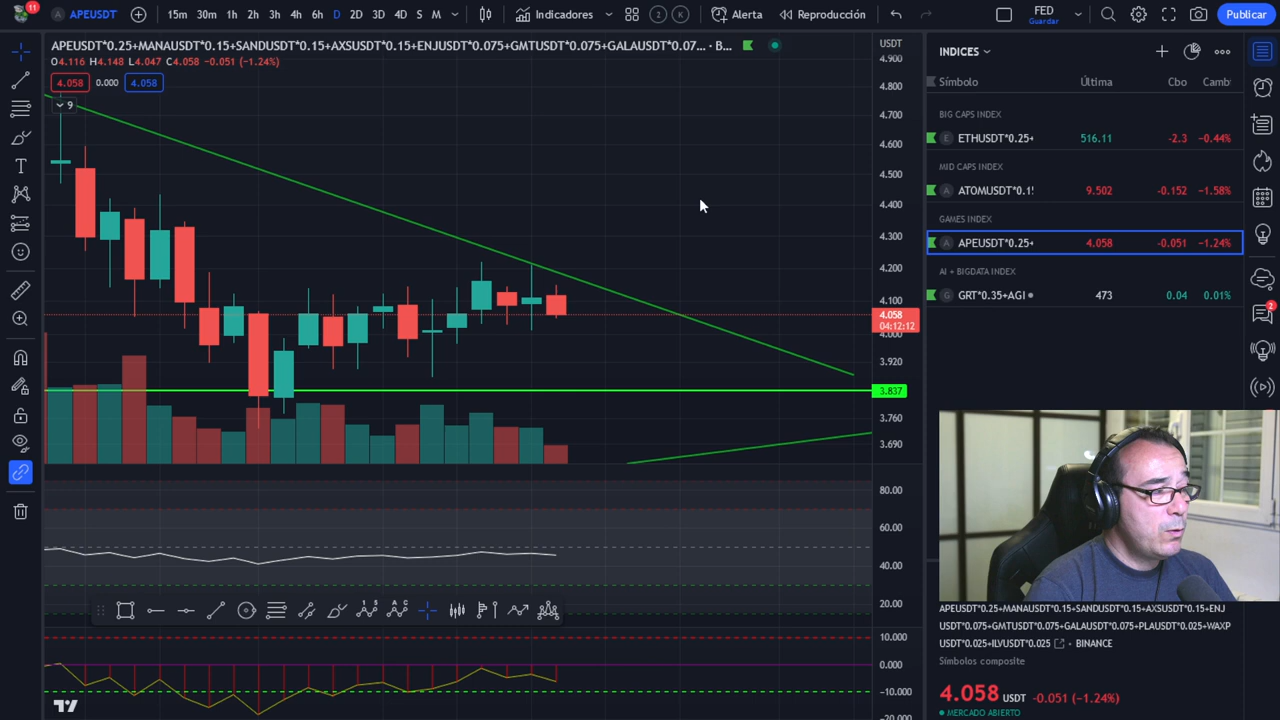 11
A APEUSDT
15m 30m 1h 2h 3h 4h 6h D 2D 3D 4D S M
Indicadores
2 K
Alerta
Reproducción
FED
Guardar
Publicar
APEUSDT*0.25+MANAUSDT*0.15+SANDUSDT*0.15+AXSUSDT*0.15+ENJUSDT*0.075+GMTUSDT*0.075+GALAUSDT*0.07... · B...
O4.116 H4.148 L4.047 C4.058 -0.051 (−1.24%)
4.058 0.000 4.058
9
USDT
4.900
4.800
4.700
4.600
4.500
4.400
4.300
4.200
4.100
4.058
04:12:12
4.000
3.920
3.837
3.760
3.690
80.00
60.00
40.00
20.00
10.000
0.000
−10.000
−20.000
INDICES
Símbolo Última Cbo Camb
BIG CAPS INDEX
E ETHUSDT*0.25+ 516.11 -2.3 −0.44%
MID CAPS INDEX
A ATOMUSDT*0.1! 9.502 -0.152 −1.58%
GAMES INDEX
A APEUSDT*0.25+ 4.058 -0.051 −1.24%
AI + BIGDATA INDEX
G GRT*0.35+AGI 473 0.04 0.01%
2
APEUSDT*0.25+MANAUSDT*0.15+SANDUSDT*0.15+AXSUSDT*0.15+ENJ
USDT*0.075+GMTUSDT*0.075+GALAUSDT*0.075+PLAUSDT*0.025+WAXP
USDT*0.025+ILVUSDT*0.025 • BINANCE
Símbolos composite
4.058 USDT -0.051 (−1.24%)
MERCADO ABIERTO